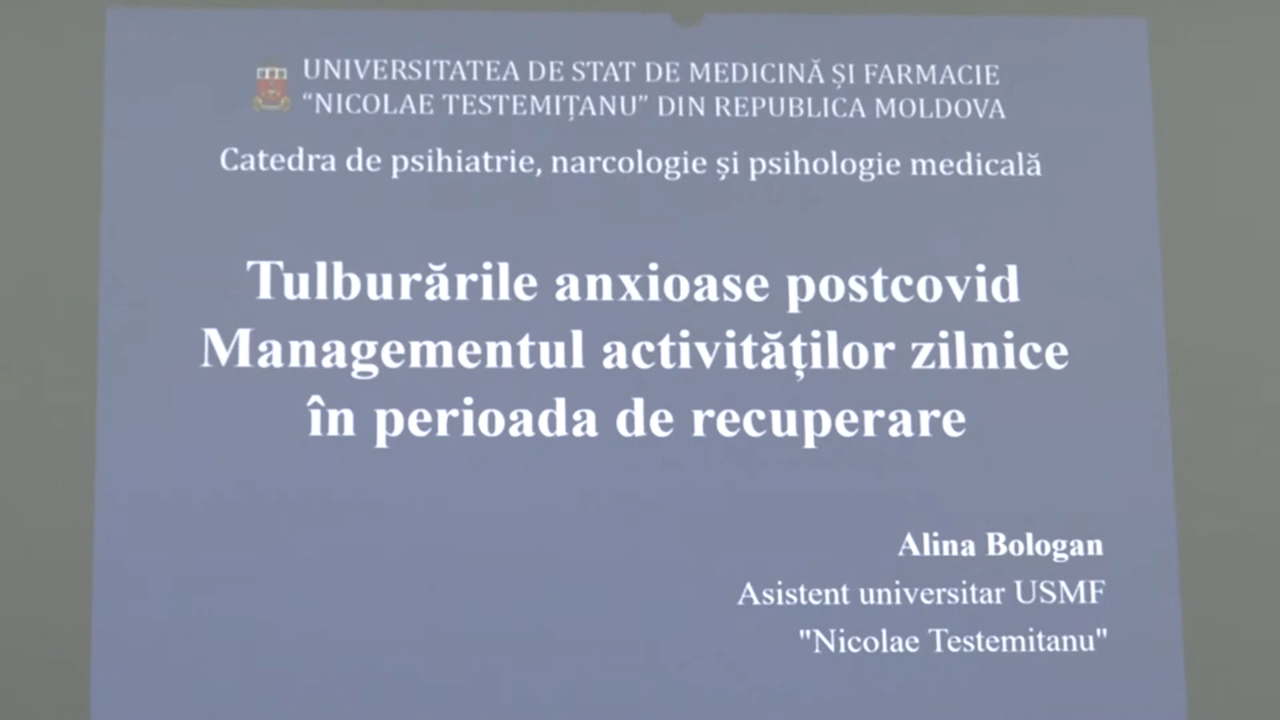 UNIVERSITATEA DE STAT DE MEDICINĂ ȘI FARMACIE
“NICOLAE TESTEMIȚANU” DIN REPUBLICA MOLDOVA
Catedra de psihiatrie, narcologie și psihologie medicală
Tulburările anxioase postcovid
Managementul activităților zilnice
în perioada de recuperare
Alina Bologan
Asistent universitar USMF
"Nicolae Testemitanu"